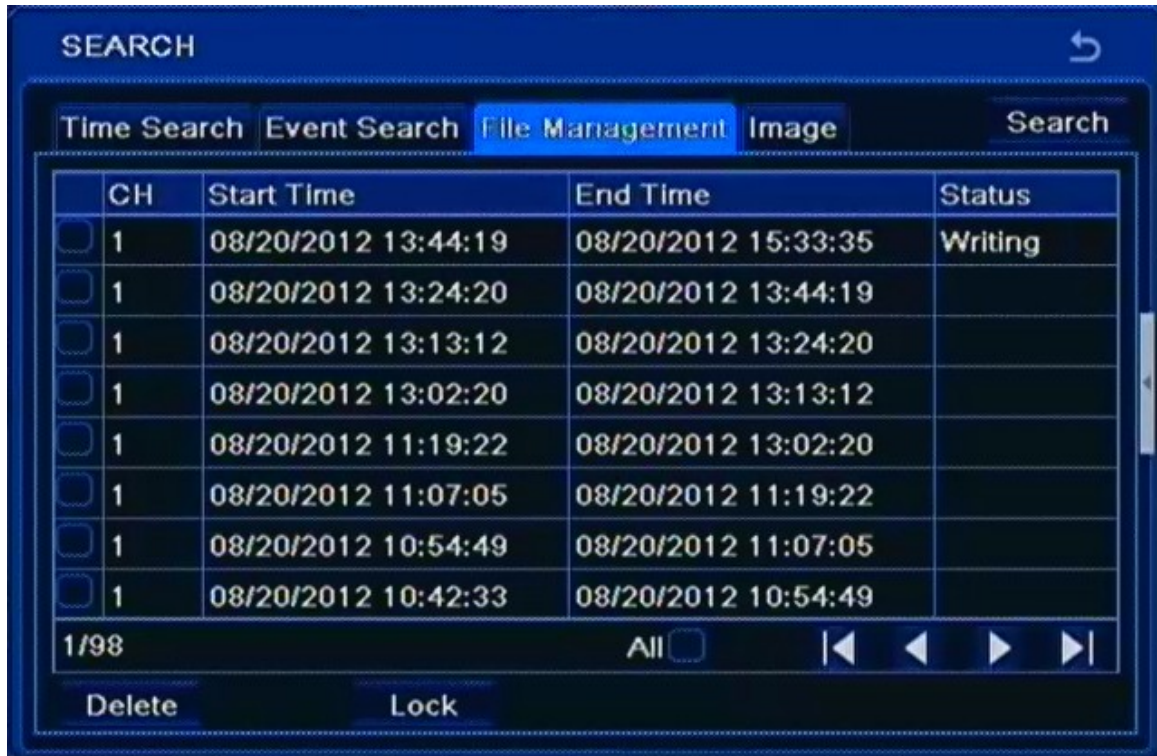 SEARCH
Time Search Event Search File Management Image Search
CH Start Time End Time Status
1 08/20/2012 13:44:19 08/20/2012 15:33:35 Writing
1 08/20/2012 13:24:20 08/20/2012 13:44:19
1 08/20/2012 13:13:12 08/20/2012 13:24:20
1 08/20/2012 13:02:20 08/20/2012 13:13:12
1 08/20/2012 11:19:22 08/20/2012 13:02:20
1 08/20/2012 11:07:05 08/20/2012 11:19:22
1 08/20/2012 10:54:49 08/20/2012 11:07:05
1 08/20/2012 10:42:33 08/20/2012 10:54:49
1/98 All
Delete Lock